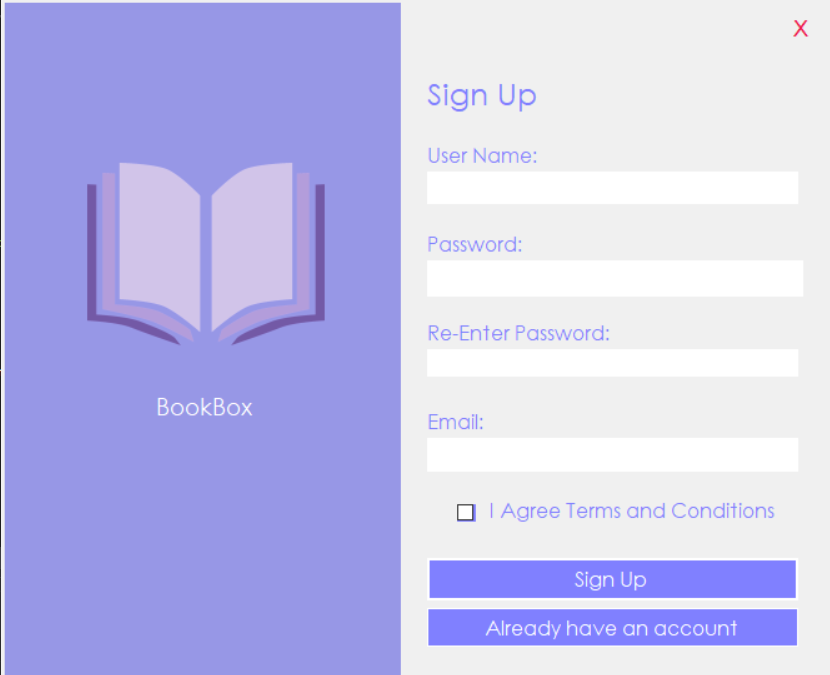 X
Sign Up
User Name:
Password:
Re-Enter Password:
Email:
I Agree Terms and Conditions
Sign Up
Already have an account
BookBox